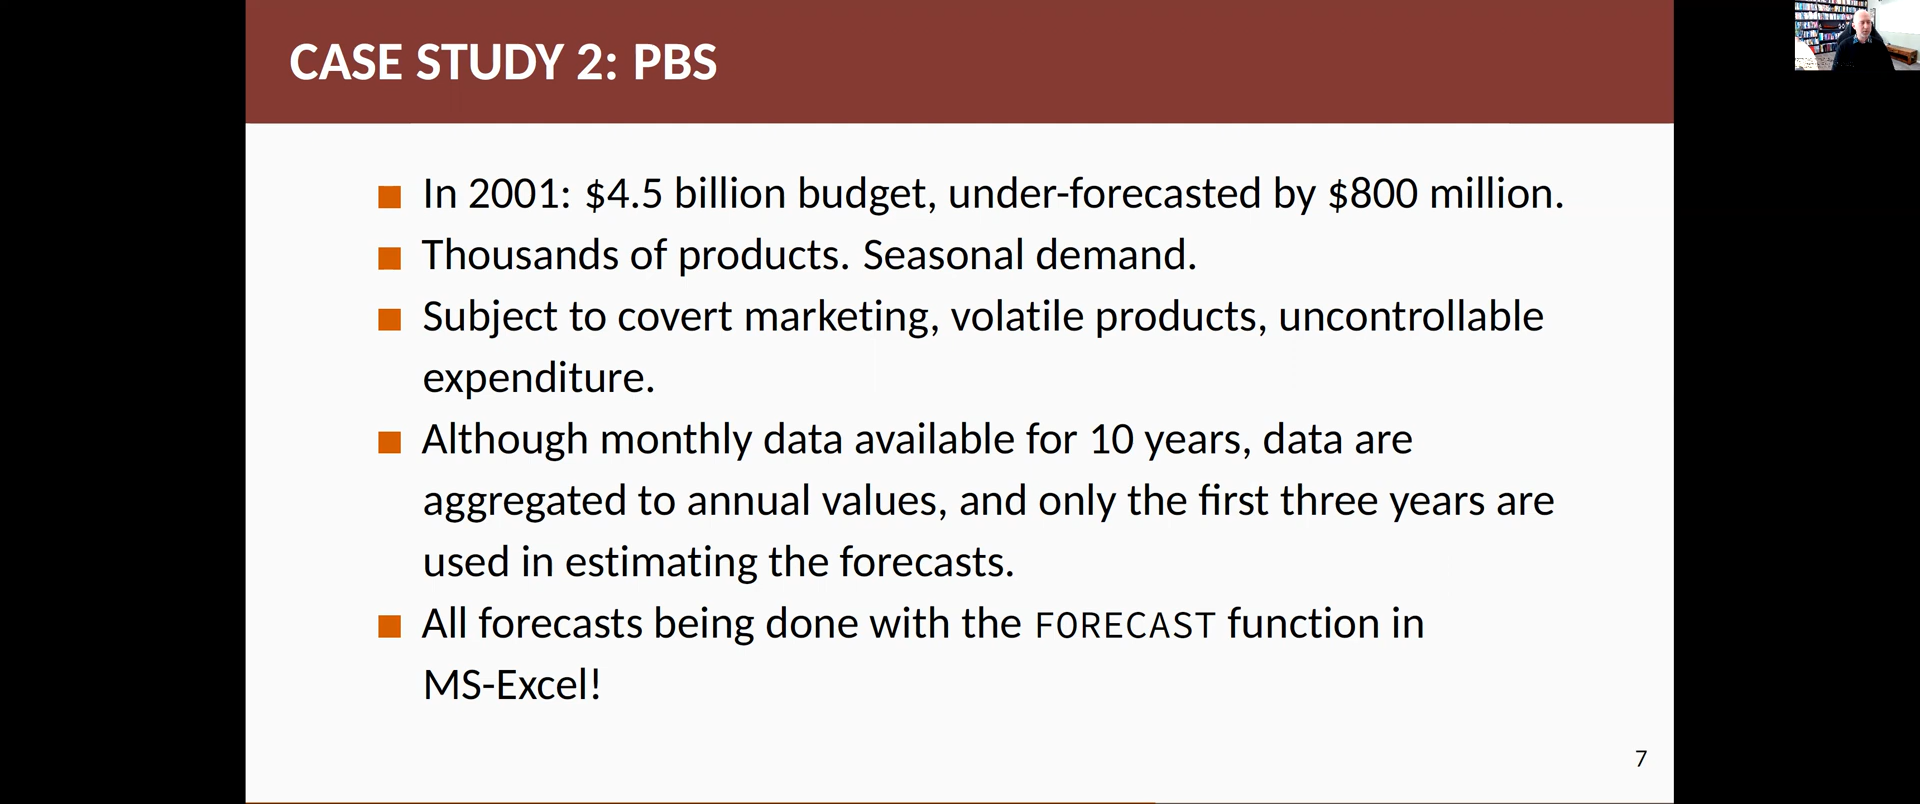 CASE STUDY 2: PBS
In 2001: $4.5 billion budget, under-forecasted by $800 million.
Thousands of products. Seasonal demand.
Subject to covert marketing, volatile products, uncontrollable
expenditure.
Although monthly data available for 10 years, data are
aggregated to annual values, and only the first three years are
used in estimating the forecasts.
All forecasts being done with the FORECAST function in
MS-Excel!
7